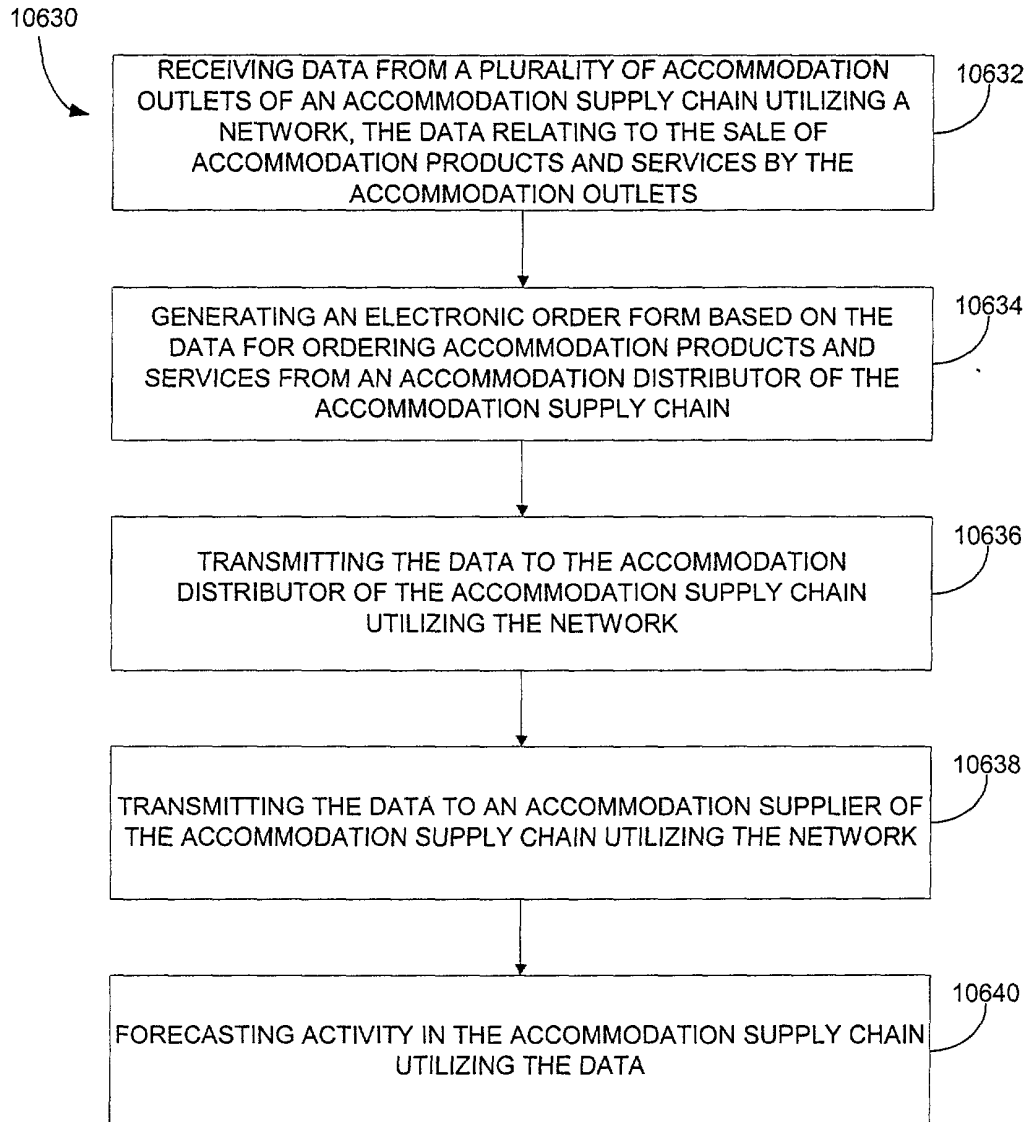 10630
RECEIVING DATA FROM A PLURALITY OF ACCOMMODATION
OUTLETS OF AN ACCOMMODATION SUPPLY CHAIN UTILIZING A
NETWORK, THE DATA RELATING TO THE SALE OF
ACCOMMODATION PRODUCTS AND SERVICES BY THE
ACCOMMODATION OUTLETS
10632
GENERATING AN ELECTRONIC ORDER FORM BASED ON THE
DATA FOR ORDERING ACCOMMODATION PRODUCTS AND
SERVICES FROM AN ACCOMMODATION DISTRIBUTOR OF THE
ACCOMMODATION SUPPLY CHAIN
10634
TRANSMITTING THE DATA TO THE ACCOMMODATION
DISTRIBUTOR OF THE ACCOMMODATION SUPPLY CHAIN
UTILIZING THE NETWORK
10636
TRANSMITTING THE DATA TO AN ACCOMMODATION SUPPLIER OF
THE ACCOMMODATION SUPPLY CHAIN UTILIZING THE NETWORK
10638
FORECASTING ACTIVITY IN THE ACCOMMODATION SUPPLY CHAIN
UTILIZING THE DATA
10640